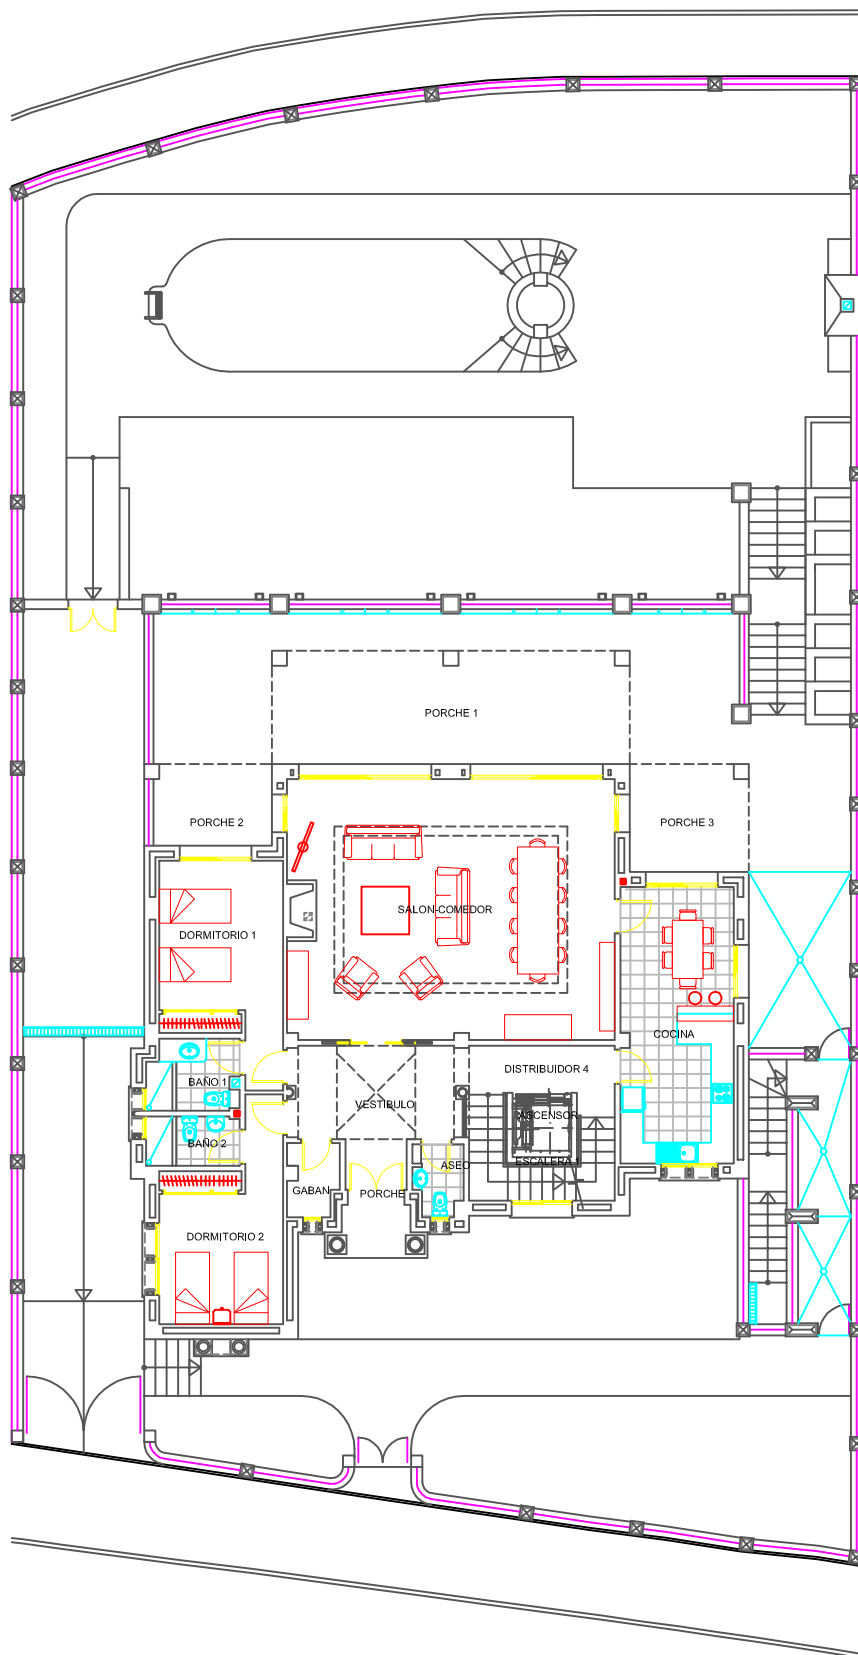 PORCHE 1
PORCHE 2
PORCHE 3
SALON-COMEDOR
DORMITORIO 1
COCINA
DISTRIBUIDOR 4
BAÑO 1
VESTIBULO
ASCENSOR
BAÑO 2
ASEO
ESCALERA 1
GABAN
PORCHE
DORMITORIO 2